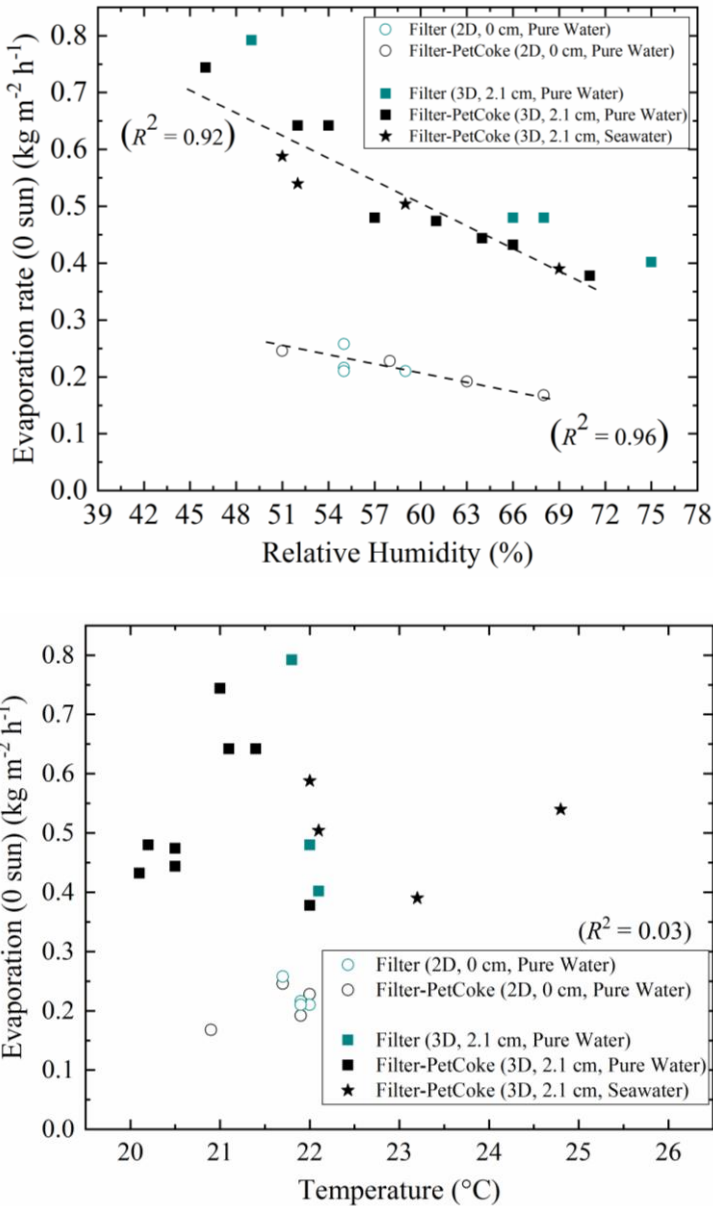 Evaporation rate (0 sun) (kg m⁻² h⁻¹)
0.8
0.7
0.6
0.5
0.4
0.3
0.2
0.1
0.0
Filter (2D, 0 cm, Pure Water)
Filter-PetCoke (2D, 0 cm, Pure Water)
Filter (3D, 2.1 cm, Pure Water)
Filter-PetCoke (3D, 2.1 cm, Pure Water)
Filter-PetCoke (3D, 2.1 cm, Seawater)
(R² = 0.92)
(R² = 0.96)
39 42 45 48 51 54 57 60 63 66 69 72 75 78
Relative Humidity (%)
Evaporation (0 sun) (kg m⁻² h⁻¹)
0.8
0.7
0.6
0.5
0.4
0.3
0.2
0.1
0.0
(R² = 0.03)
Filter (2D, 0 cm, Pure Water)
Filter-PetCoke (2D, 0 cm, Pure Water)
Filter (3D, 2.1 cm, Pure Water)
Filter-PetCoke (3D, 2.1 cm, Pure Water)
Filter-PetCoke (3D, 2.1 cm, Seawater)
20 21 22 23 24 25 26
Temperature (°C)